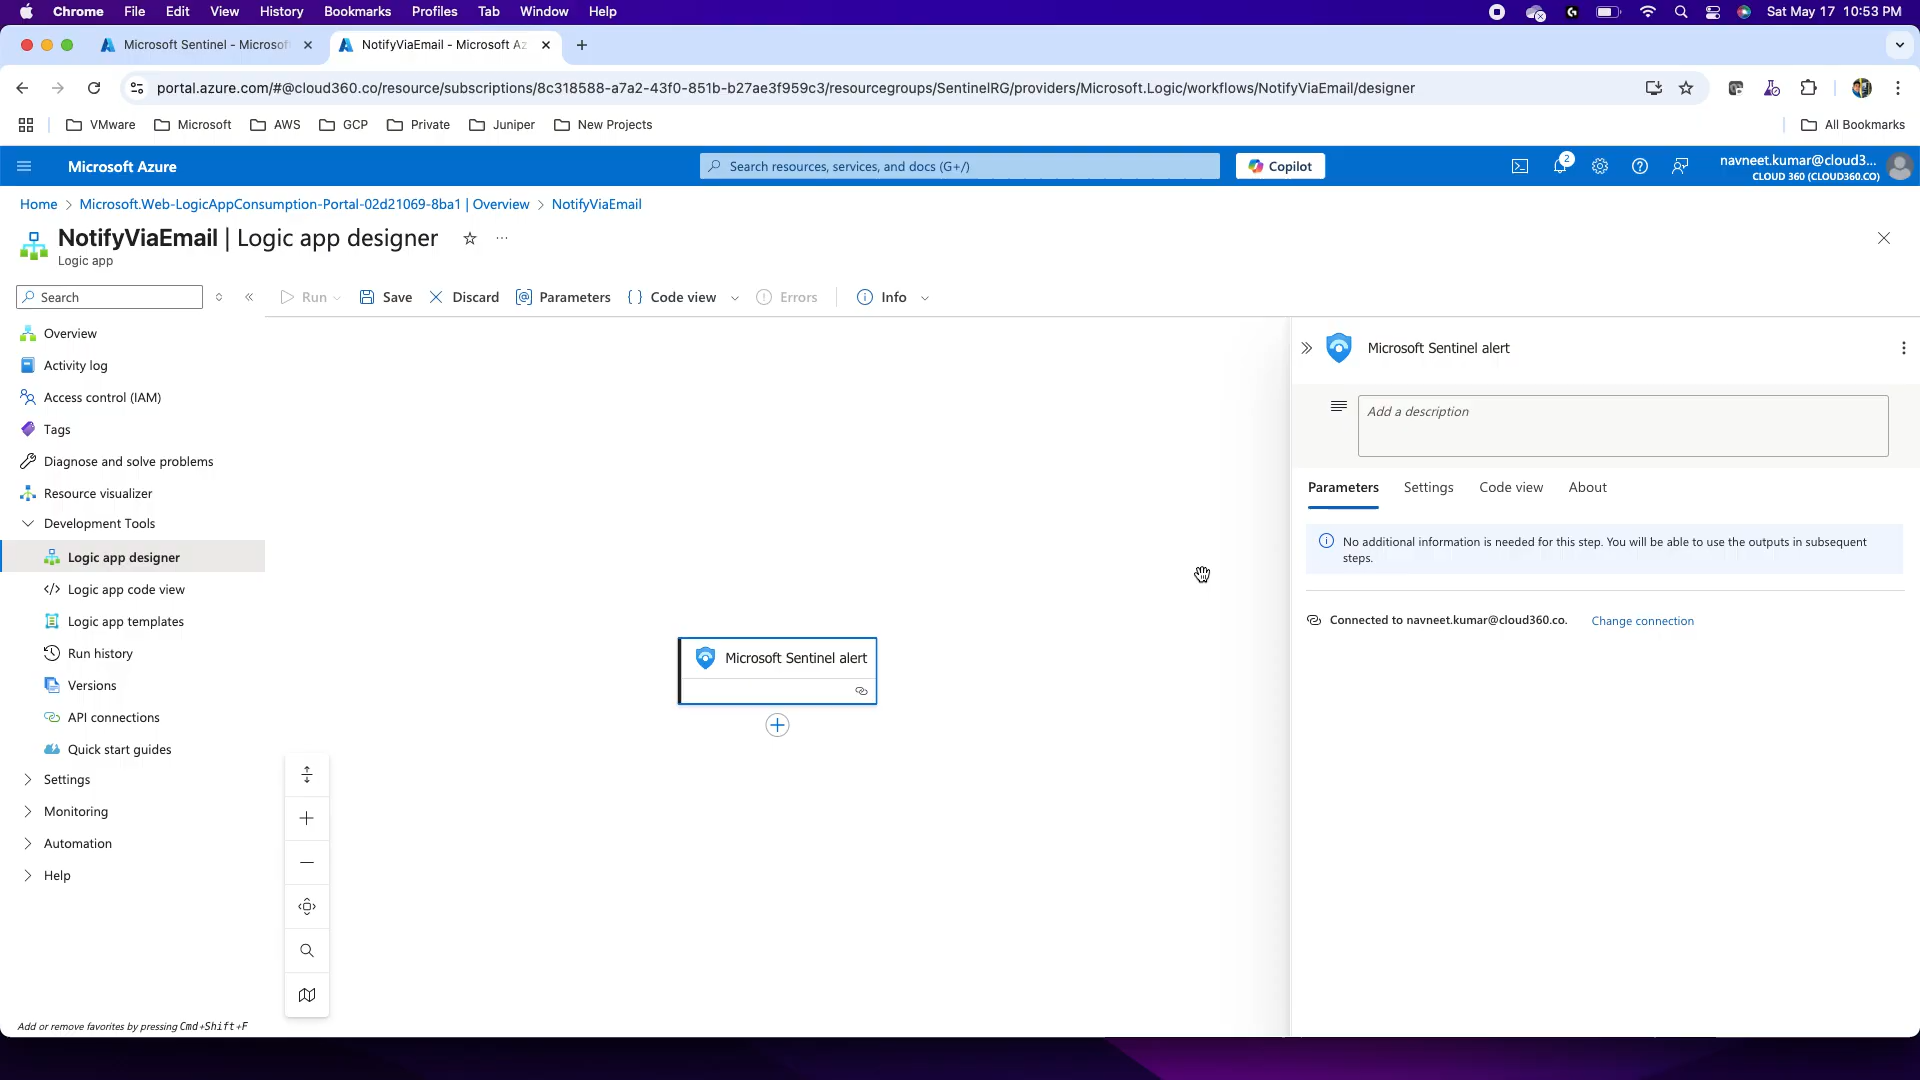 Chrome File Edit View History Bookmarks Profiles Tab Window Help Sat May 17 10:53 PM
Microsoft Sentinel - Microsof NotifyViaEmail - Microsoft Az
portal.azure.com/#@cloud360.co/resource/subscriptions/8c318588-a7a2-43f0-851b-b27ae3f959c3/resourcegroups/SentinelRG/providers/Microsoft.Logic/workflows/NotifyViaEmail/designer
VMware Microsoft AWS GCP Private Juniper New Projects All Bookmarks
Microsoft Azure Search resources, services, and docs (G+/) Copilot 2 navneet.kumar@cloud3...
CLOUD 360 (CLOUD360.CO)
Home > Microsoft.Web-LogicAppConsumption-Portal-02d21069-8ba1 | Overview > NotifyViaEmail
NotifyViaEmail | Logic app designer
Logic app
Search Run Save Discard Parameters Code view Errors Info
Overview
Activity log
Access control (IAM)
Tags
Diagnose and solve problems
Resource visualizer
Development Tools
Logic app designer
Logic app code view
Logic app templates
Run history
Versions
API connections
Quick start guides
Settings
Monitoring
Automation
Help
Add or remove favorites by pressing Cmd+Shift+F
Microsoft Sentinel alert
Microsoft Sentinel alert
Add a description
Parameters Settings Code view About
No additional information is needed for this step. You will be able to use the outputs in subsequent
steps.
Connected to navneet.kumar@cloud360.co. Change connection